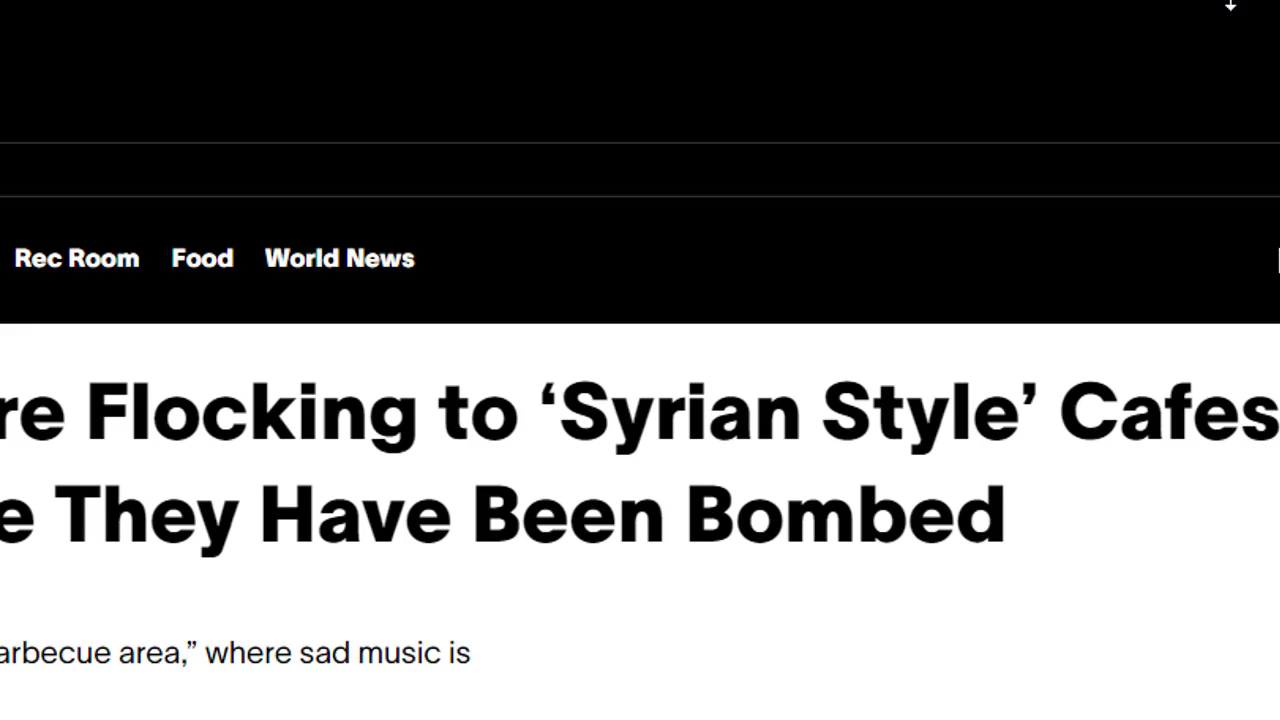 Rec Room Food World News
re Flocking to ‘Syrian Style’ Cafes
e They Have Been Bombed
arbecue area,” where sad music is